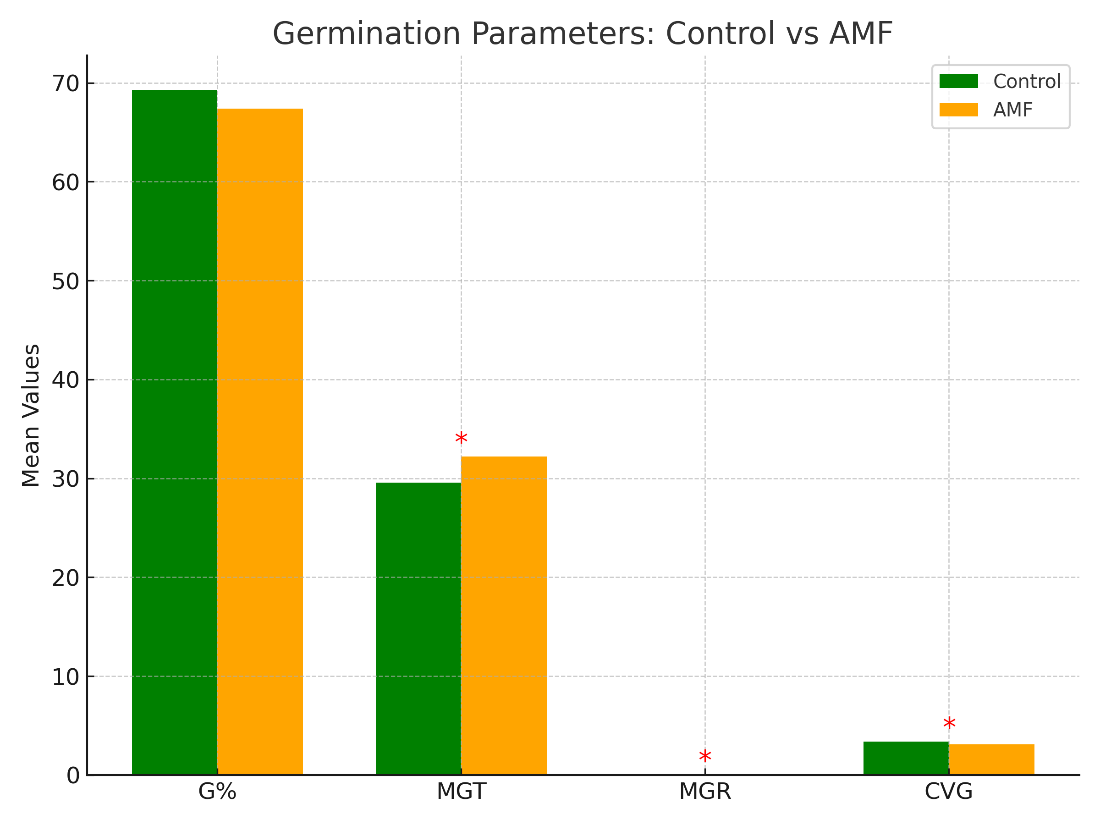 Germination Parameters: Control vs AMF
Control
AMF
Mean Values
70
60
50
40
30
20
10
0
*
*
*
G%
MGT
MGR
CVG